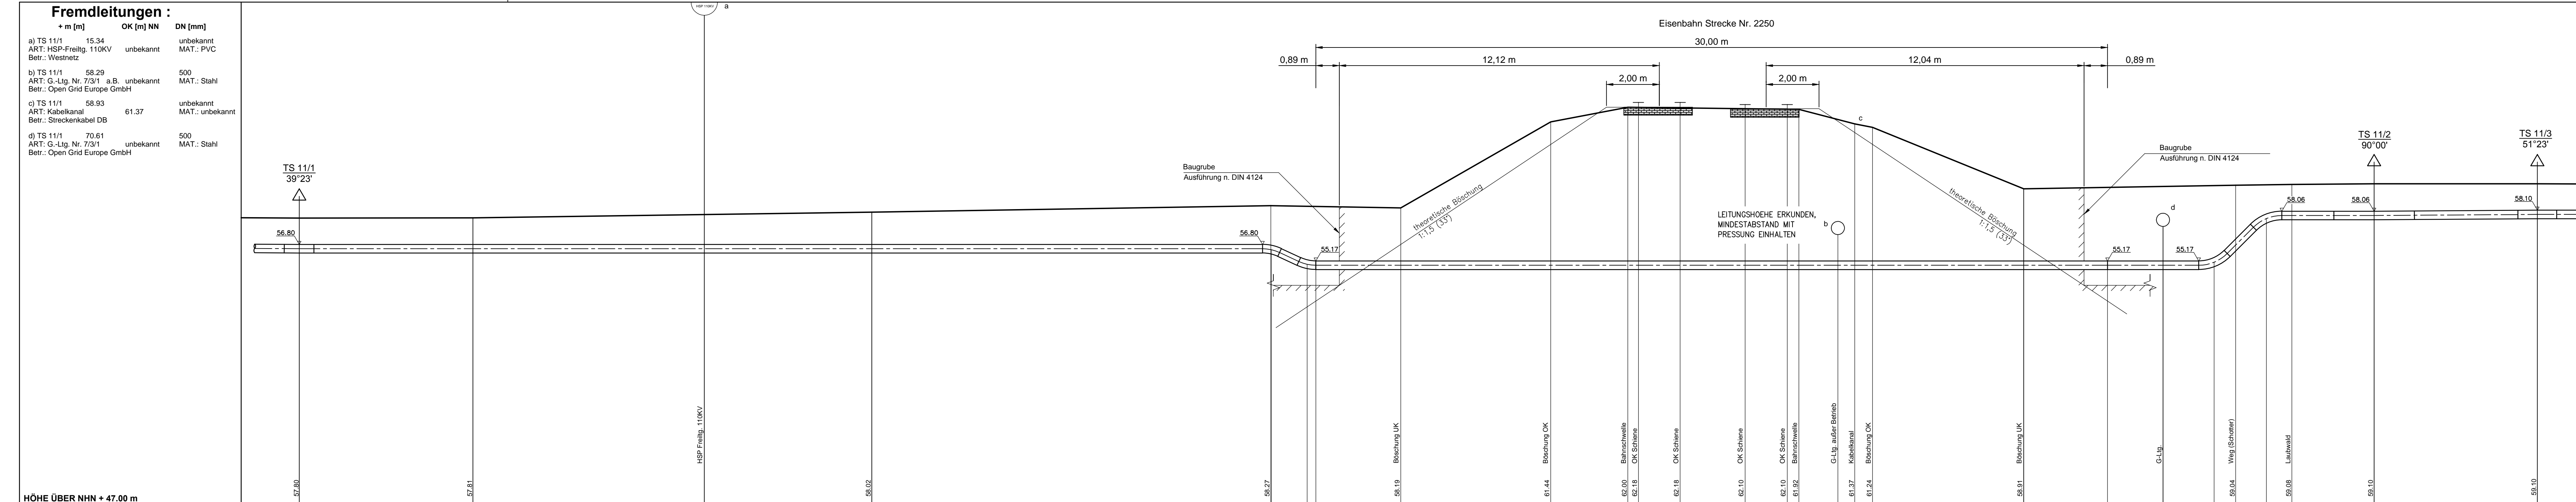 Fremdleitungen :
+ m [m] OK [m] NN DN [mm]
a) TS 11/1 15.34 unbekannt
ART: HSP-Freiltg. 110KV unbekannt MAT.: PVC
Betr.: Westnetz
b) TS 11/1 58.29 500
ART: G.-Ltg. Nr. 7/3/1 a.B. unbekannt MAT.: Stahl
Betr.: Open Grid Europe GmbH
c) TS 11/1 58.93 unbekannt
ART: Kabelkanal 61.37 MAT.: unbekannt
Betr.: Streckenkabel DB
d) TS 11/1 70.61 500
ART: G.-Ltg. Nr. 7/3/1 unbekannt MAT.: Stahl
Betr.: Open Grid Europe GmbH
HSP 110KV
a
Eisenbahn Strecke Nr. 2250
30,00 m
0,89 m
12,12 m
12,04 m
0,89 m
2,00 m
2,00 m
c
TS 11/1
39°23'
TS 11/2
90°00'
TS 11/3
51°23'
Baugrube
Ausführung n. DIN 4124
Baugrube
Ausführung n. DIN 4124
theoretische Böschung
1:1,5 (33°)
theoretische Böschung
1:1,5 (33°)
LEITUNGSHOEHE ERKUNDEN,
MINDESTABSTAND MIT
PRESSUNG EINHALTEN
b
d
56.80
56.80
55.17
55.17
55.17
58.06
58.06
58.10
HSP Freiltg. 110KV
Böschung UK
Böschung OK
Bahnschwelle
OK Schiene
OK Schiene
OK Schiene
OK Schiene
Bahnschwelle
G-Ltg. außer Betrieb
Kabelkanal
Böschung OK
Böschung UK
G-Ltg.
Weg (Schotter)
Laubwald
57.80
57.81
58.02
58.27
58.19
61.44
62.00
62.18
62.18
62.10
62.10
61.92
61.37
61.24
58.91
59.04
59.08
59.10
59.10
HÖHE ÜBER NHN + 47.00 m